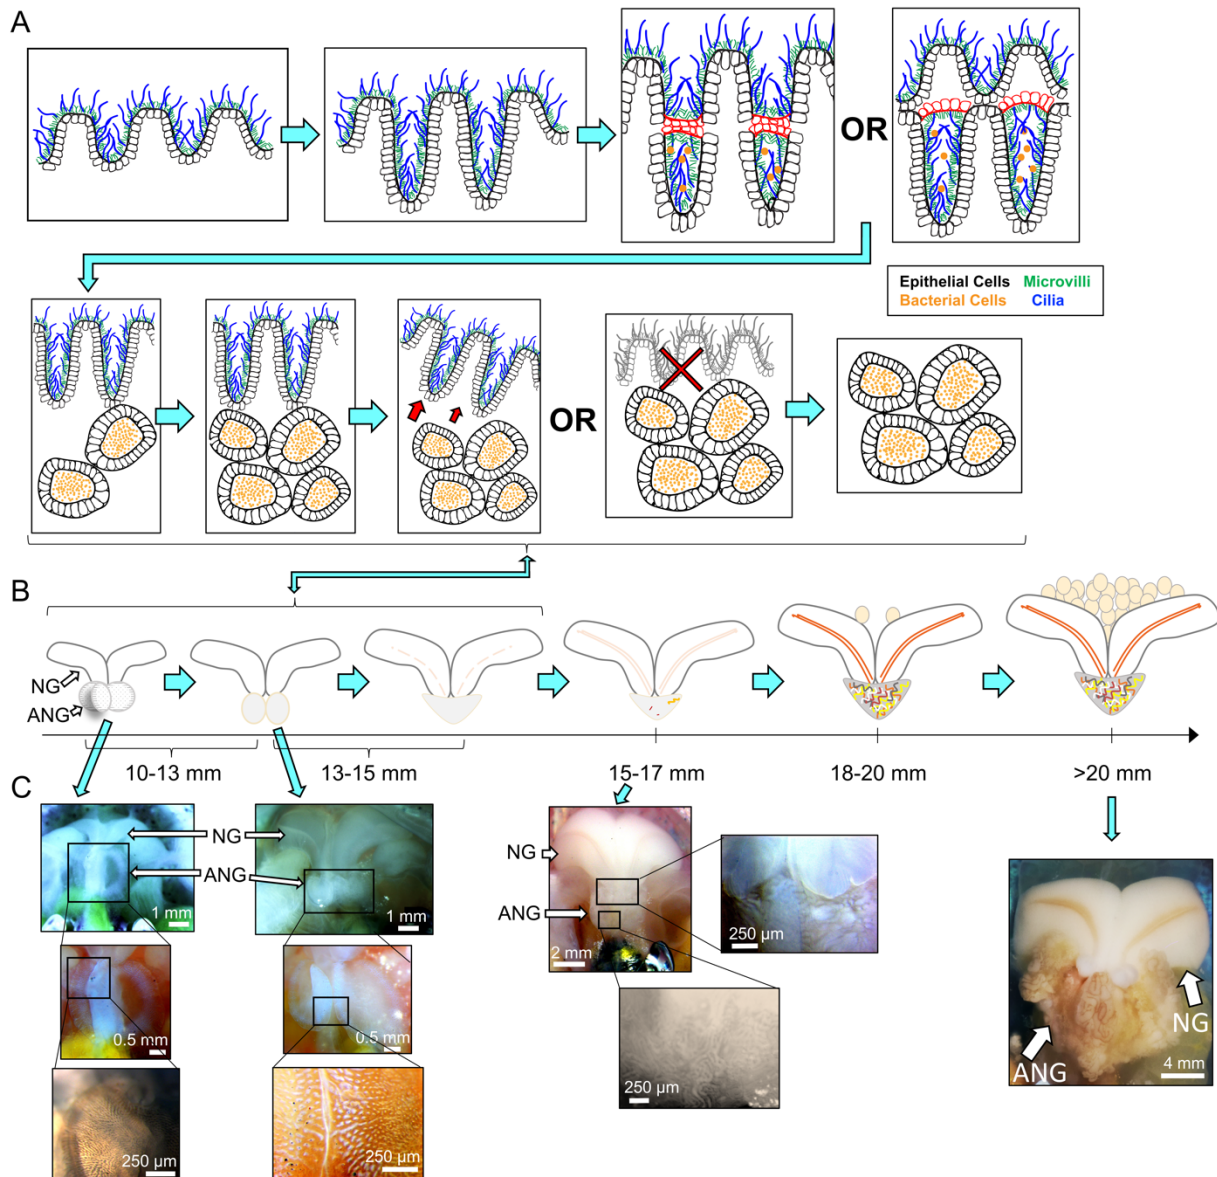 A
OR
Epithelial Cells Microvilli
Bacterial Cells Cilia
OR
B
NG
ANG
10-13 mm
13-15 mm
15-17 mm
18-20 mm
>20 mm
C
NG
ANG
1 mm
1 mm
0.5 mm
0.5 mm
250 µm
250 µm
NG
ANG
2 mm
250 µm
250 µm
ANG
NG
4 mm